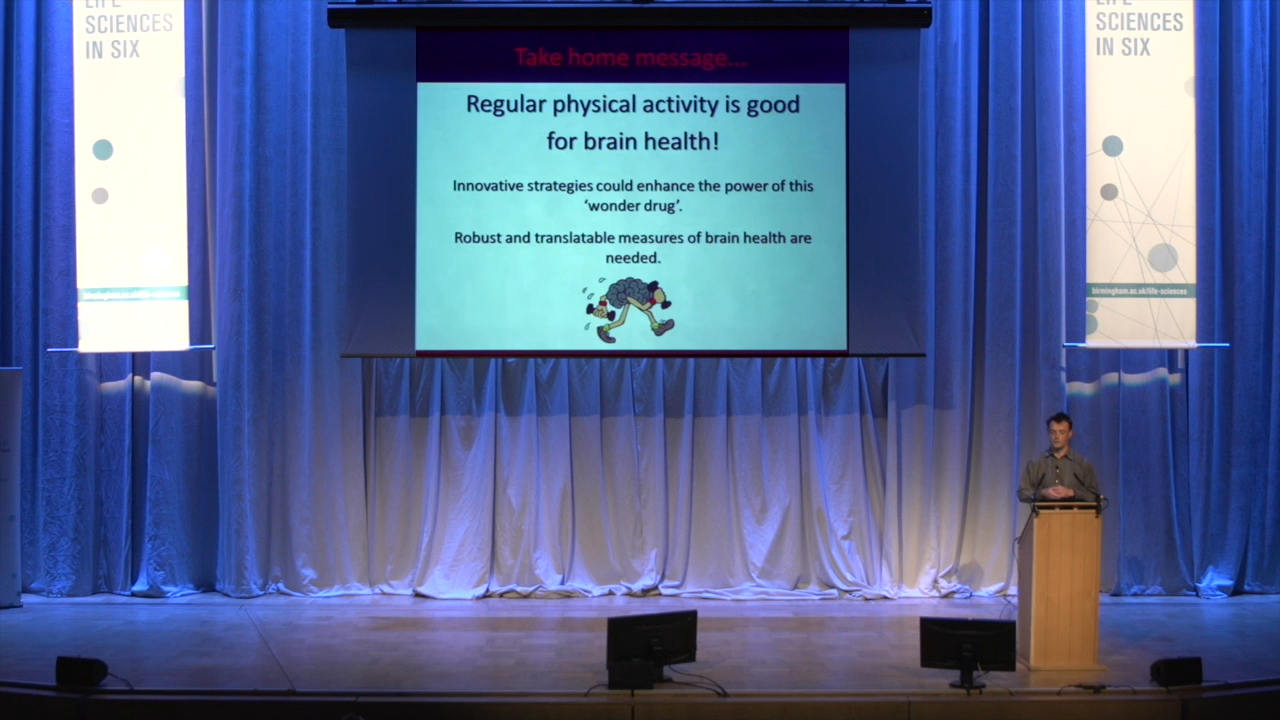 LIFE
SCIENCES
IN SIX
Take home message...
Regular physical activity is good
for brain health!
Innovative strategies could enhance the power of this
‘wonder drug’.
Robust and translatable measures of brain health are
needed.
LIFE
SCIENCES
IN SIX
birmingham.ac.uk/life-sciences